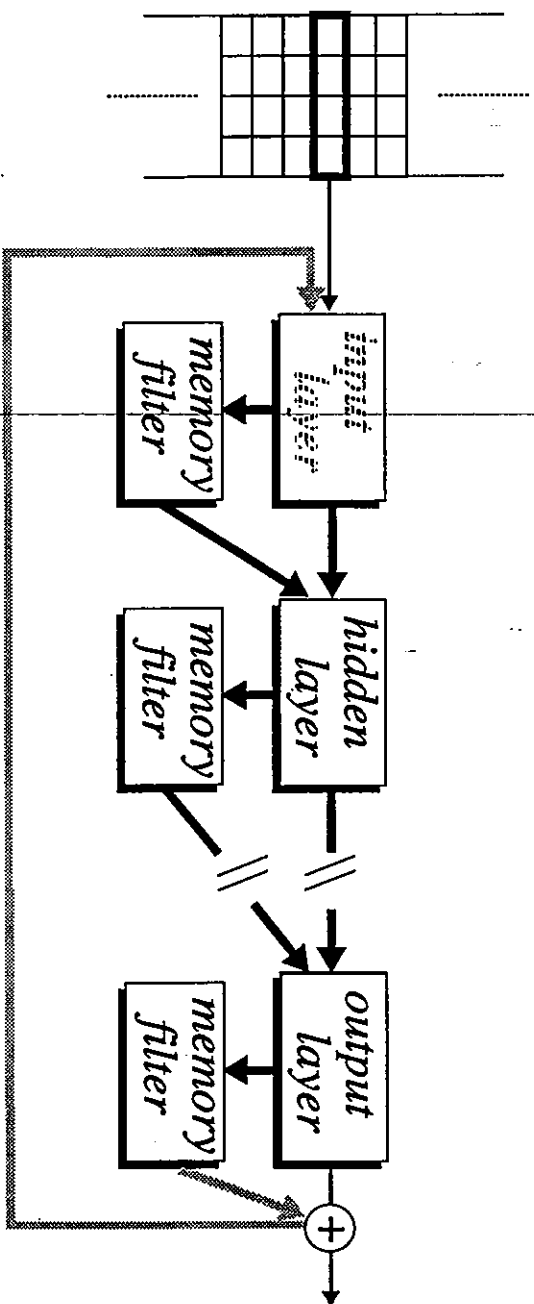 input
layer
memory
filter
hidden
layer
memory
filter
output
layer
memory
filter
+